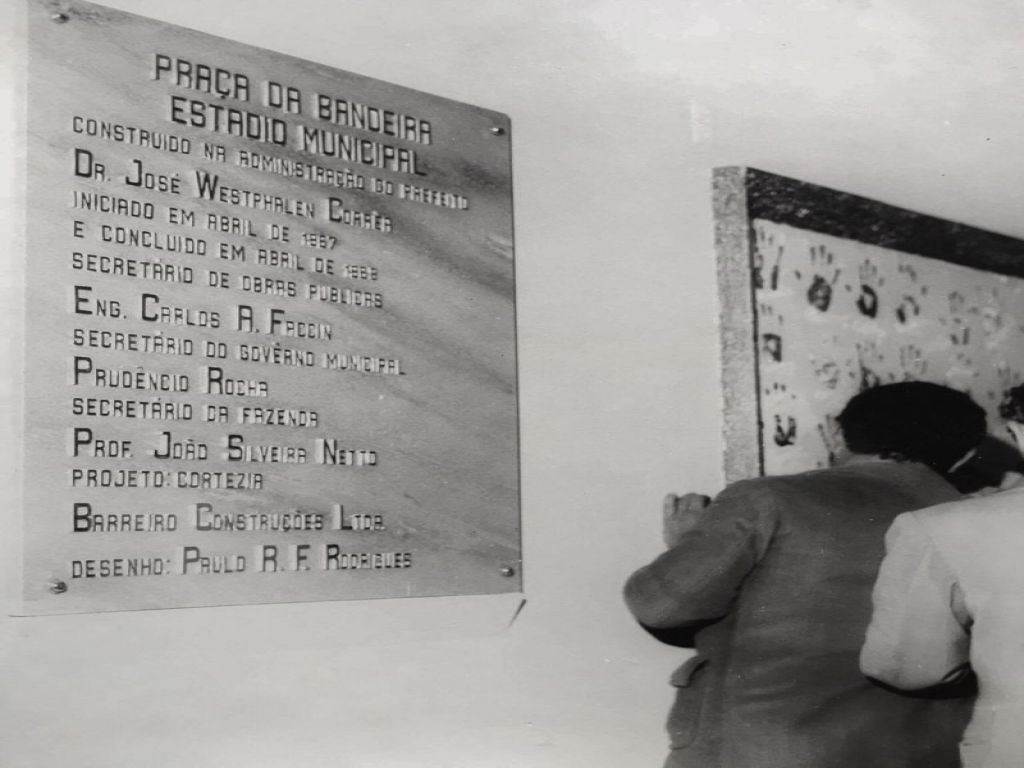 PRAÇA DA BANDEIRA
ESTADIO MUNICIPAL
CONSTRUIDO NA ADMINISTRAÇÃO DO PREFEITO
DR. JOSÉ WESTPHALEN CORRÊA
INICIADO EM ABRIL DE 1967
E CONCLUIDO EM ABRIL DE 1968
SECRETÁRIO DE OBRAS PUBLICAS
ENG. CARLOS A. FACCIN
SECRETÁRIO DO GOVÊRNO MUNICIPAL
PRUDÊNCIO ROCHA
SECRETÁRIO DA FAZENDA
PROF. JOÃO SILVEIRA NETTO
PROJETO: CORTEZIA
BARREIRO CONSTRUÇÕES LTDA.
DESENHO: PAULO R. F. RODRIGUES